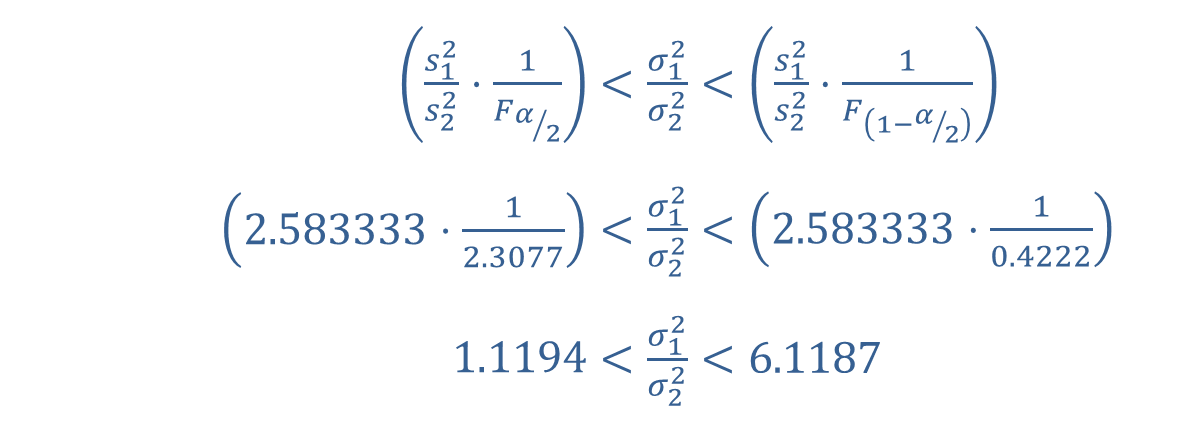 (s₁²/s₂² · 1/F_{α/2}) < σ₁²/σ₂² < (s₁²/s₂² · 1/F_{(1−α/2)})
(2.583333 · 1/2.3077) < σ₁²/σ₂² < (2.583333 · 1/0.4222)
1.1194 < σ₁²/σ₂² < 6.1187